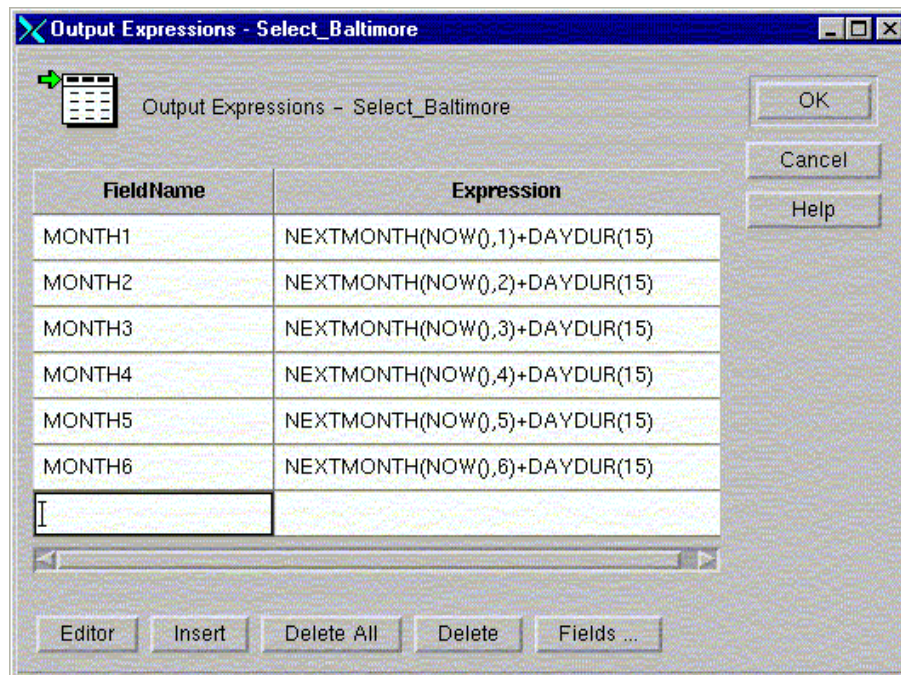 Output Expressions - Select_Baltimore
Output Expressions - Select_Baltimore
OK
Cancel
Help
FieldName Expression
MONTH1 NEXTMONTH(NOW(),1)+DAYDUR(15)
MONTH2 NEXTMONTH(NOW(),2)+DAYDUR(15)
MONTH3 NEXTMONTH(NOW(),3)+DAYDUR(15)
MONTH4 NEXTMONTH(NOW(),4)+DAYDUR(15)
MONTH5 NEXTMONTH(NOW(),5)+DAYDUR(15)
MONTH6 NEXTMONTH(NOW(),6)+DAYDUR(15)
Editor Insert Delete All Delete Fields ...